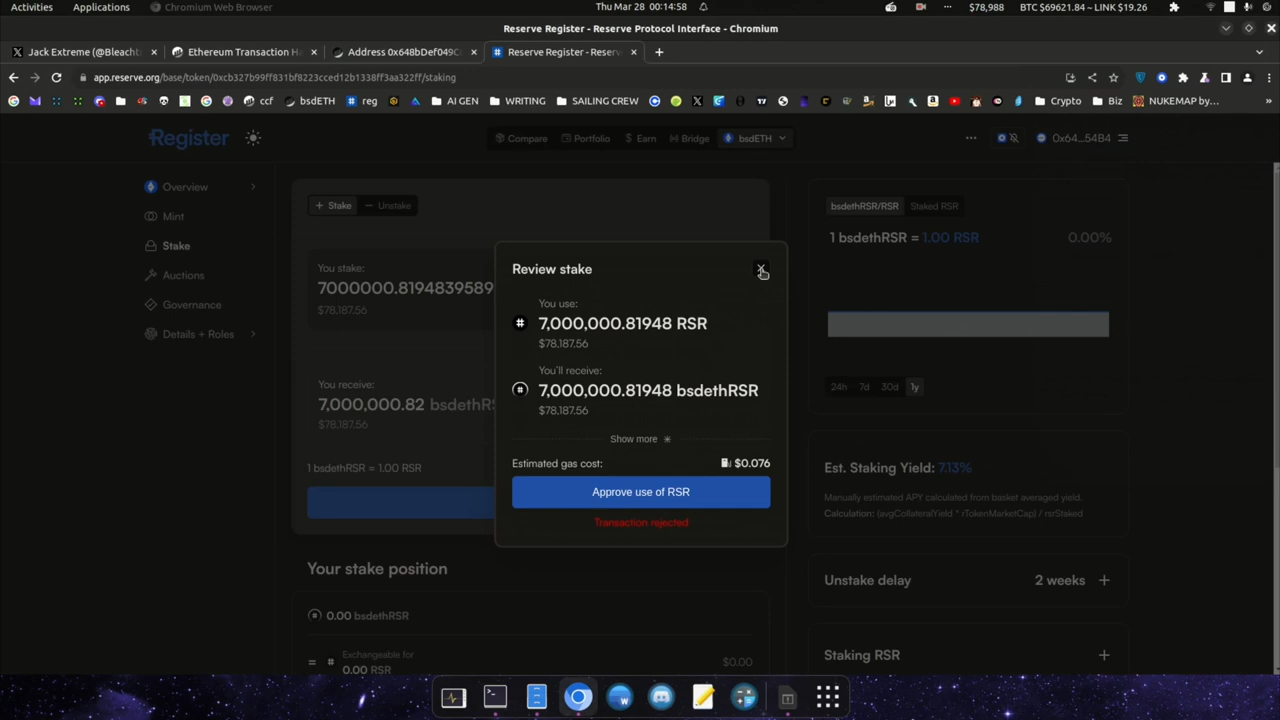 Activities
Applications
Chromium Web Browser
Thu Mar 28 00:14:58
$78,988
BTC $69621.84 ~ LINK $19.26
Reserve Register - Reserve Protocol Interface - Chromium
Jack Extreme (@Bleacht
Ethereum Transaction Ha
Address 0x648bDef049C
Reserve Register - Reserv
app.reserve.org/base/token/0xcb327b99ff831bf8223cced12b1338ff3aa322ff/staking
ccf
bsdETH
reg
AI GEN
WRITING
SAILING CREW
Crypto
Biz
NUKEMAP by...
Register
Compare
Portfolio
Earn
Bridge
bsdETH
0x64...54B4
Overview
Mint
Stake
Auctions
Governance
Details + Roles
+ Stake
− Unstake
You stake:
7000000.8194839589
$78,187.56
You receive:
7,000,000.82 bsdethRS
$78,187.56
1 bsdethRSR = 1.00 RSR
Review stake
You use:
7,000,000.81948 RSR
$78,187.56
You'll receive:
7,000,000.81948 bsdethRSR
$78,187.56
Show more
Estimated gas cost:
$0.076
Approve use of RSR
Transaction rejected
Your stake position
0.00 bsdethRSR
Exchangeable for
= 0.00 RSR
$0.00
bsdethRSR/RSR
Staked RSR
1 bsdethRSR = 1.00 RSR
0.00%
24h
7d
30d
1y
Est. Staking Yield: 7.13%
Manually estimated APY calculated from basket averaged yield.
Calculation: (avgCollateralYield * rTokenMarketCap) / rsrStaked
Unstake delay
2 weeks +
Staking RSR
+